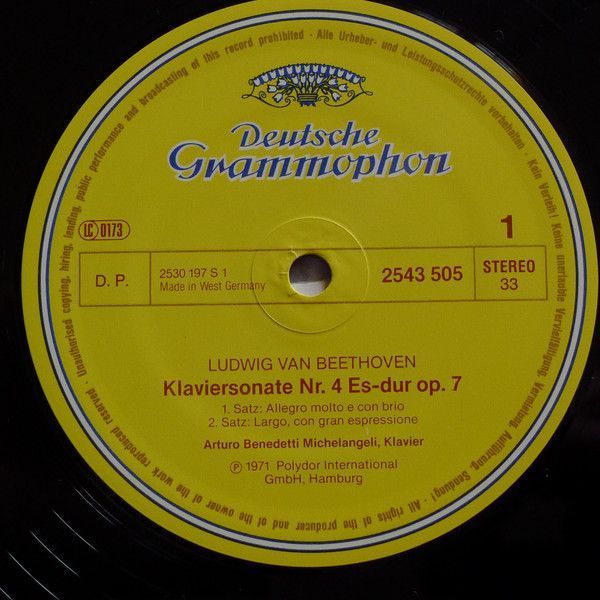 Deutsche
Grammophon
LC 0173
1
D. P.
2530 197 S 1
Made in West Germany
2543 505
STEREO
33
LUDWIG VAN BEETHOVEN
Klaviersonate Nr. 4 Es-dur op. 7
1. Satz: Allegro molto e con brio
2. Satz: Largo, con gran espressione
Arturo Benedetti Michelangeli, Klavier
Ⓟ 1971 Polydor International
GmbH, Hamburg
Alle Urheber- und Leistungsschutzrechte vorbehalten · Kein Verleih! Keine unerlaubte Vervielfältigung, Vermietung, Aufführung, Sendung! · All rights of the producer and of the owner of the work reproduced reserved · Unauthorised copying, hiring, lending, public performance and broadcasting of this record prohibited ·